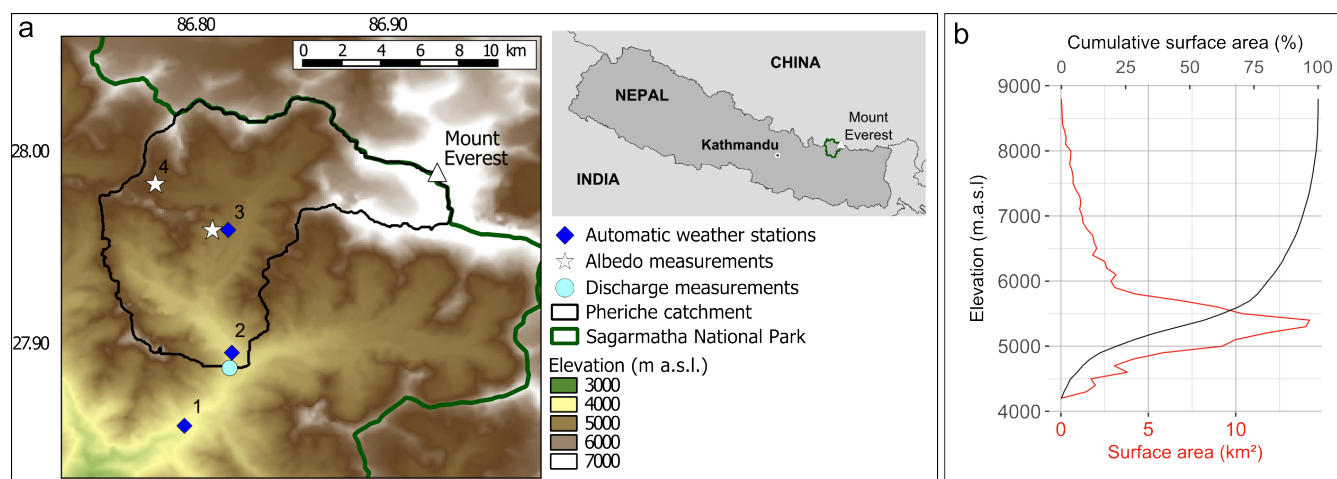 a
86.80 86.90
0 2 4 6 8 10 km
28.00
27.90
Mount
Everest
4
3
2
1
CHINA
NEPAL
Mount
Everest
Kathmandu
INDIA
Automatic weather stations
Albedo measurements
Discharge measurements
Pheriche catchment
Sagarmatha National Park
Elevation (m a.s.l.)
3000
4000
5000
6000
7000
b
Cumulative surface area (%)
0 25 50 75 100
Elevation (m.a.s.l)
9000
8000
7000
6000
5000
4000
0 5 10
Surface area (km²)